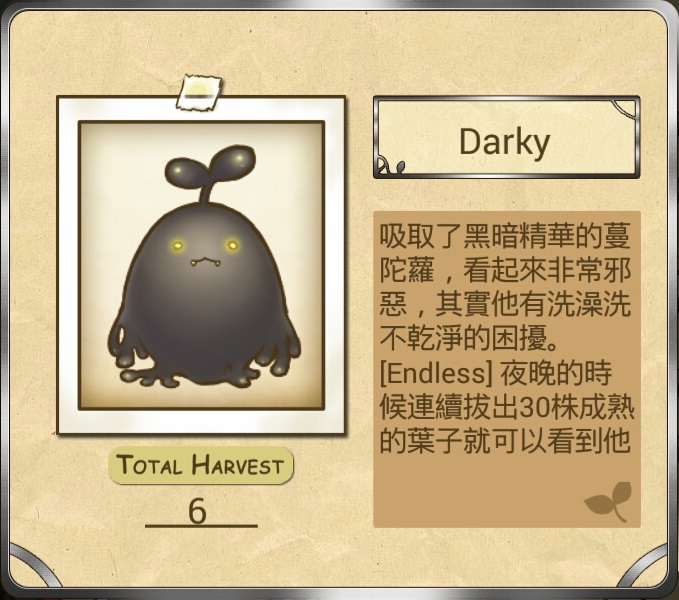 Darky
吸取了黑暗精華的蔓
陀蘿，看起來非常邪
惡，其實他有洗澡洗
不乾淨的困擾。
[Endless] 夜晚的時
候連續拔出30株成熟
的葉子就可以看到他
TOTAL HARVEST
6